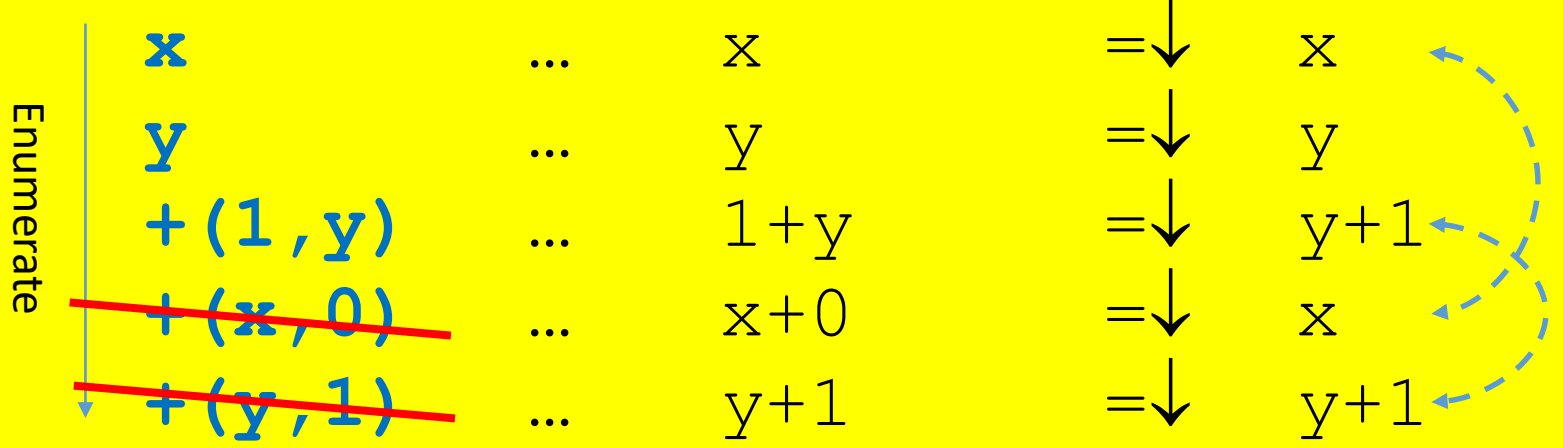 Enumerate
x ... x =↓ x
y ... y =↓ y
+(1,y) ... 1+y =↓ y+1
+(x,0) ... x+0 =↓ x
+(y,1) ... y+1 =↓ y+1